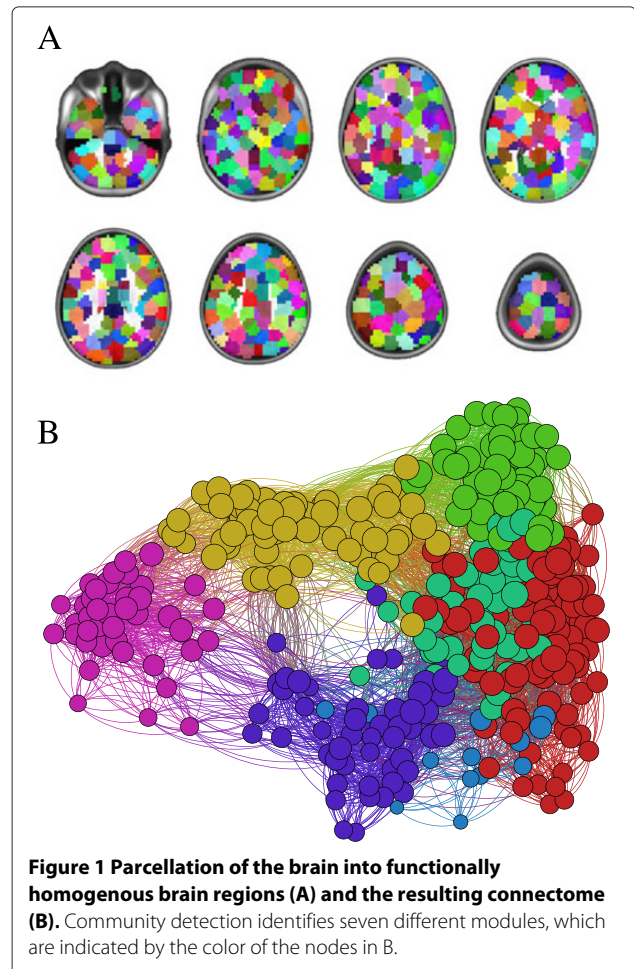 A
B
Figure 1 Parcellation of the brain into functionally
homogenous brain regions (A) and the resulting connectome
(B). Community detection identifies seven different modules, which
are indicated by the color of the nodes in B.